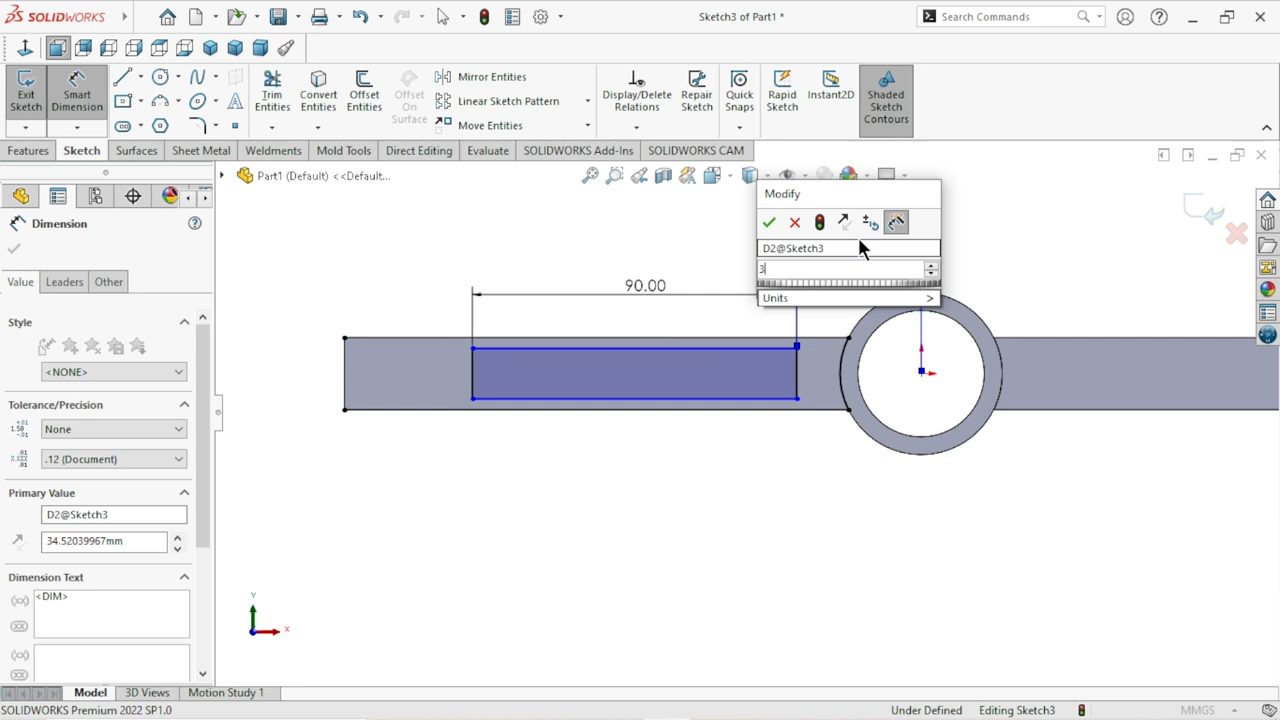 SOLIDWORKS
Sketch3 of Part1 *
Search Commands
Exit Sketch
Smart Dimension
Trim Entities
Convert Entities
Offset Entities
Offset On Surface
Mirror Entities
Linear Sketch Pattern
Move Entities
Display/Delete Relations
Repair Sketch
Quick Snaps
Rapid Sketch
Instant2D
Shaded Sketch Contours
Features
Sketch
Surfaces
Sheet Metal
Weldments
Mold Tools
Direct Editing
Evaluate
SOLIDWORKS Add-Ins
SOLIDWORKS CAM
Part1 (Default) <<Default...
Dimension
Value
Leaders
Other
Style
<NONE>
Tolerance/Precision
None
.12 (Document)
Primary Value
D2@Sketch3
34.52039967mm
Dimension Text
<DIM>
Modify
D2@Sketch3
3
Units
90.00
Y
X
Model
3D Views
Motion Study 1
SOLIDWORKS Premium 2022 SP1.0
Under Defined
Editing Sketch3
MMGS